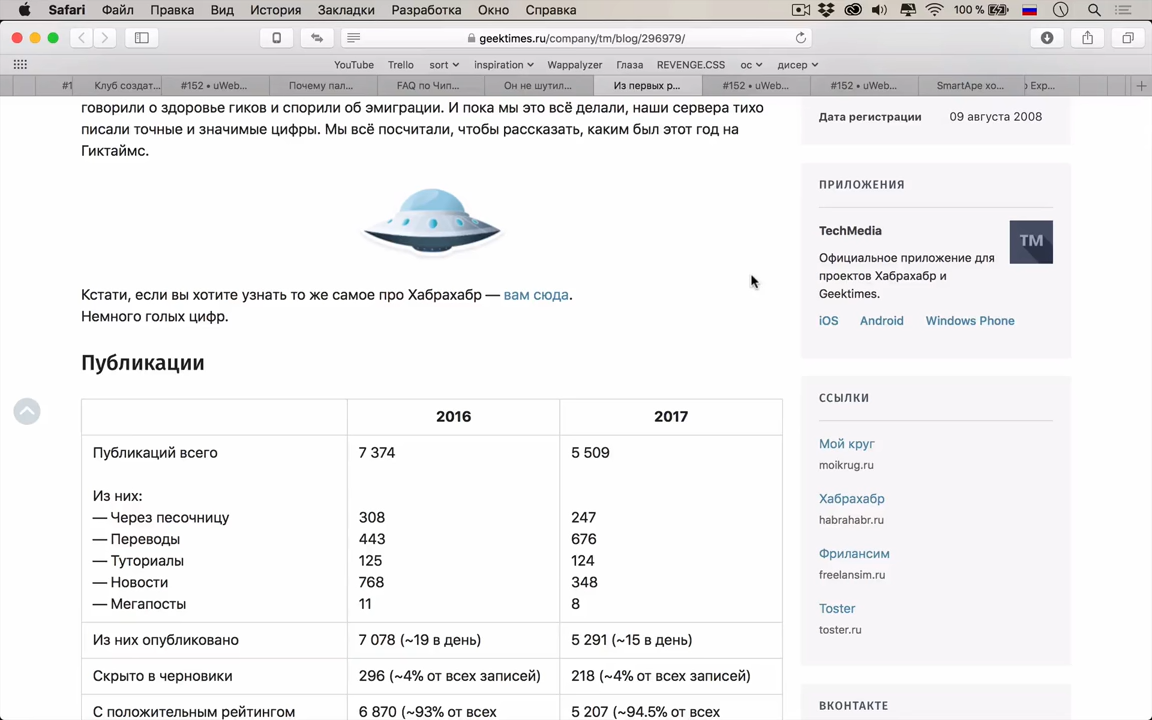 Safari Файл Правка Вид История Закладки Разработка Окно Справка 100 %
geektimes.ru/company/tm/blog/296979/
YouTube Trello sort inspiration Wappalyzer Глаза REVENGE.CSS ос дисер
#1 Клуб создат... #152 • uWeb... Почему пал... FAQ по Чип... Он не шутил... Из первых р... #152 • uWeb... #152 • uWeb... SmartApe хо... Exp...
говорили о здоровье гиков и спорили об эмиграции. И пока мы это всё делали, наши сервера тихо
писали точные и значимые цифры. Мы всё посчитали, чтобы рассказать, каким был этот год на
Гиктаймс.
Кстати, если вы хотите узнать то же самое про Хабрахабр — вам сюда.
Немного голых цифр.
Публикации
2016 2017
Публикаций всего 7 374 5 509
Из них:
— Через песочницу 308 247
— Переводы 443 676
— Туториалы 125 124
— Новости 768 348
— Мегапосты 11 8
Из них опубликовано 7 078 (~19 в день) 5 291 (~15 в день)
Скрыто в черновики 296 (~4% от всех записей) 218 (~4% от всех записей)
С положительным рейтингом 6 870 (~93% от всех 5 207 (~94.5% от всех
Дата регистрации 09 августа 2008
ПРИЛОЖЕНИЯ
TechMedia
TM
Официальное приложение для
проектов Хабрахабр и
Geektimes.
iOS Android Windows Phone
ССЫЛКИ
Мой круг
moikrug.ru
Хабрахабр
habrahabr.ru
Фрилансим
freelansim.ru
Toster
toster.ru
ВКОНТАКТЕ